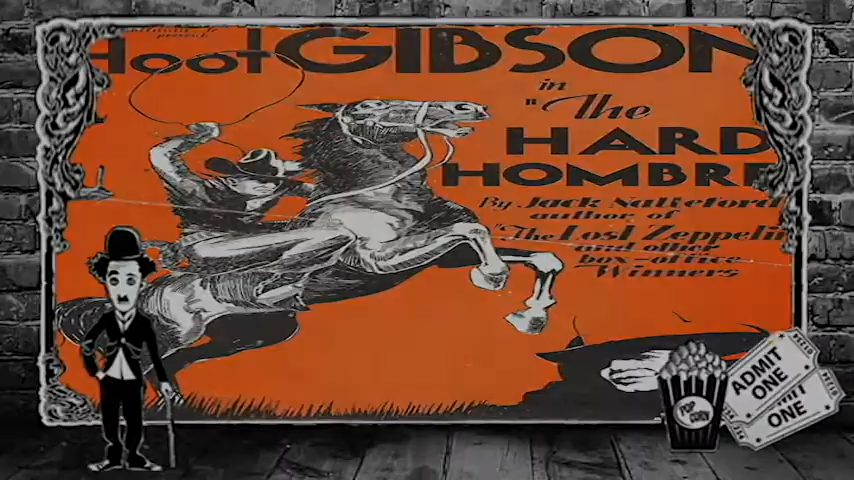 Hoot GIBSON
in
"The
HARD
HOMBRE
By Jack Natteford
author of
"The Lost Zeppelin
and other
box-office
Winners
POP
CORN
ADMIT
ONE
ONE